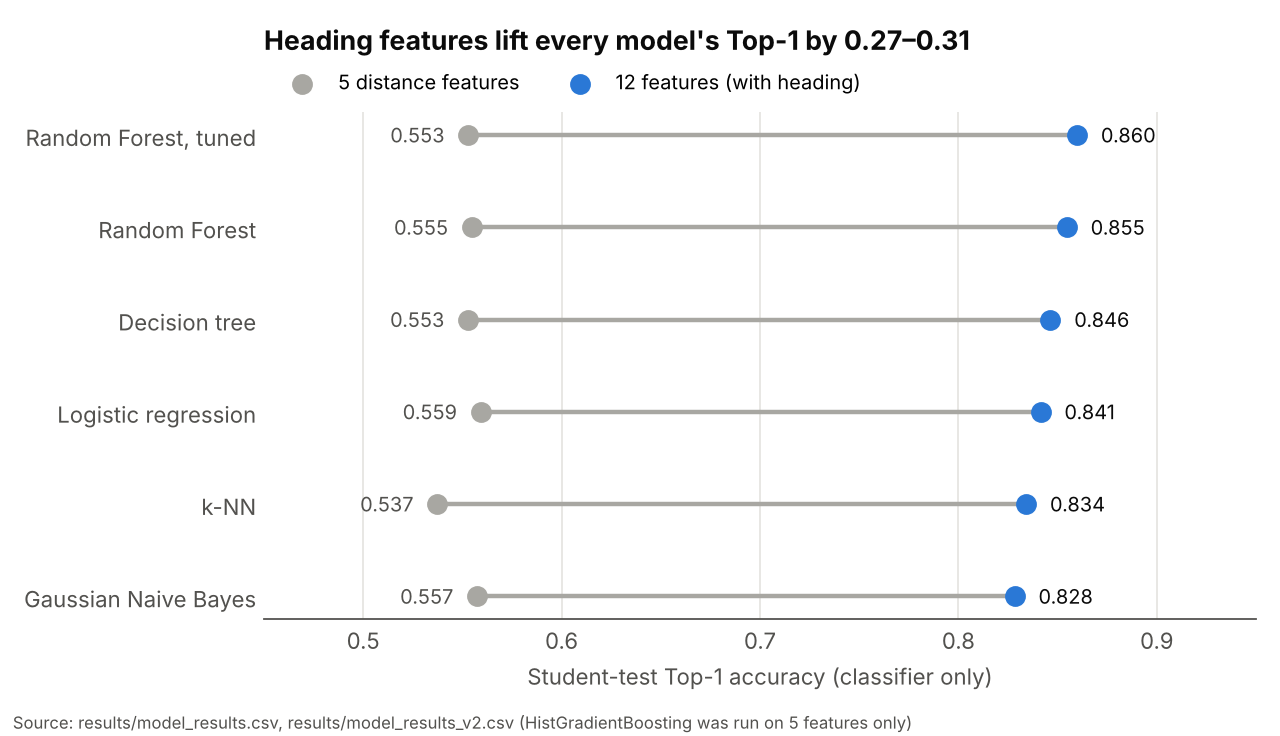 Heading features lift every model's Top-1 by 0.27–0.31
5 distance features 12 features (with heading)
Random Forest, tuned 0.553 0.860
Random Forest 0.555 0.855
Decision tree 0.553 0.846
Logistic regression 0.559 0.841
k-NN 0.537 0.834
Gaussian Naive Bayes 0.557 0.828
0.5 0.6 0.7 0.8 0.9
Student-test Top-1 accuracy (classifier only)
Source: results/model_results.csv, results/model_results_v2.csv (HistGradientBoosting was run on 5 features only)